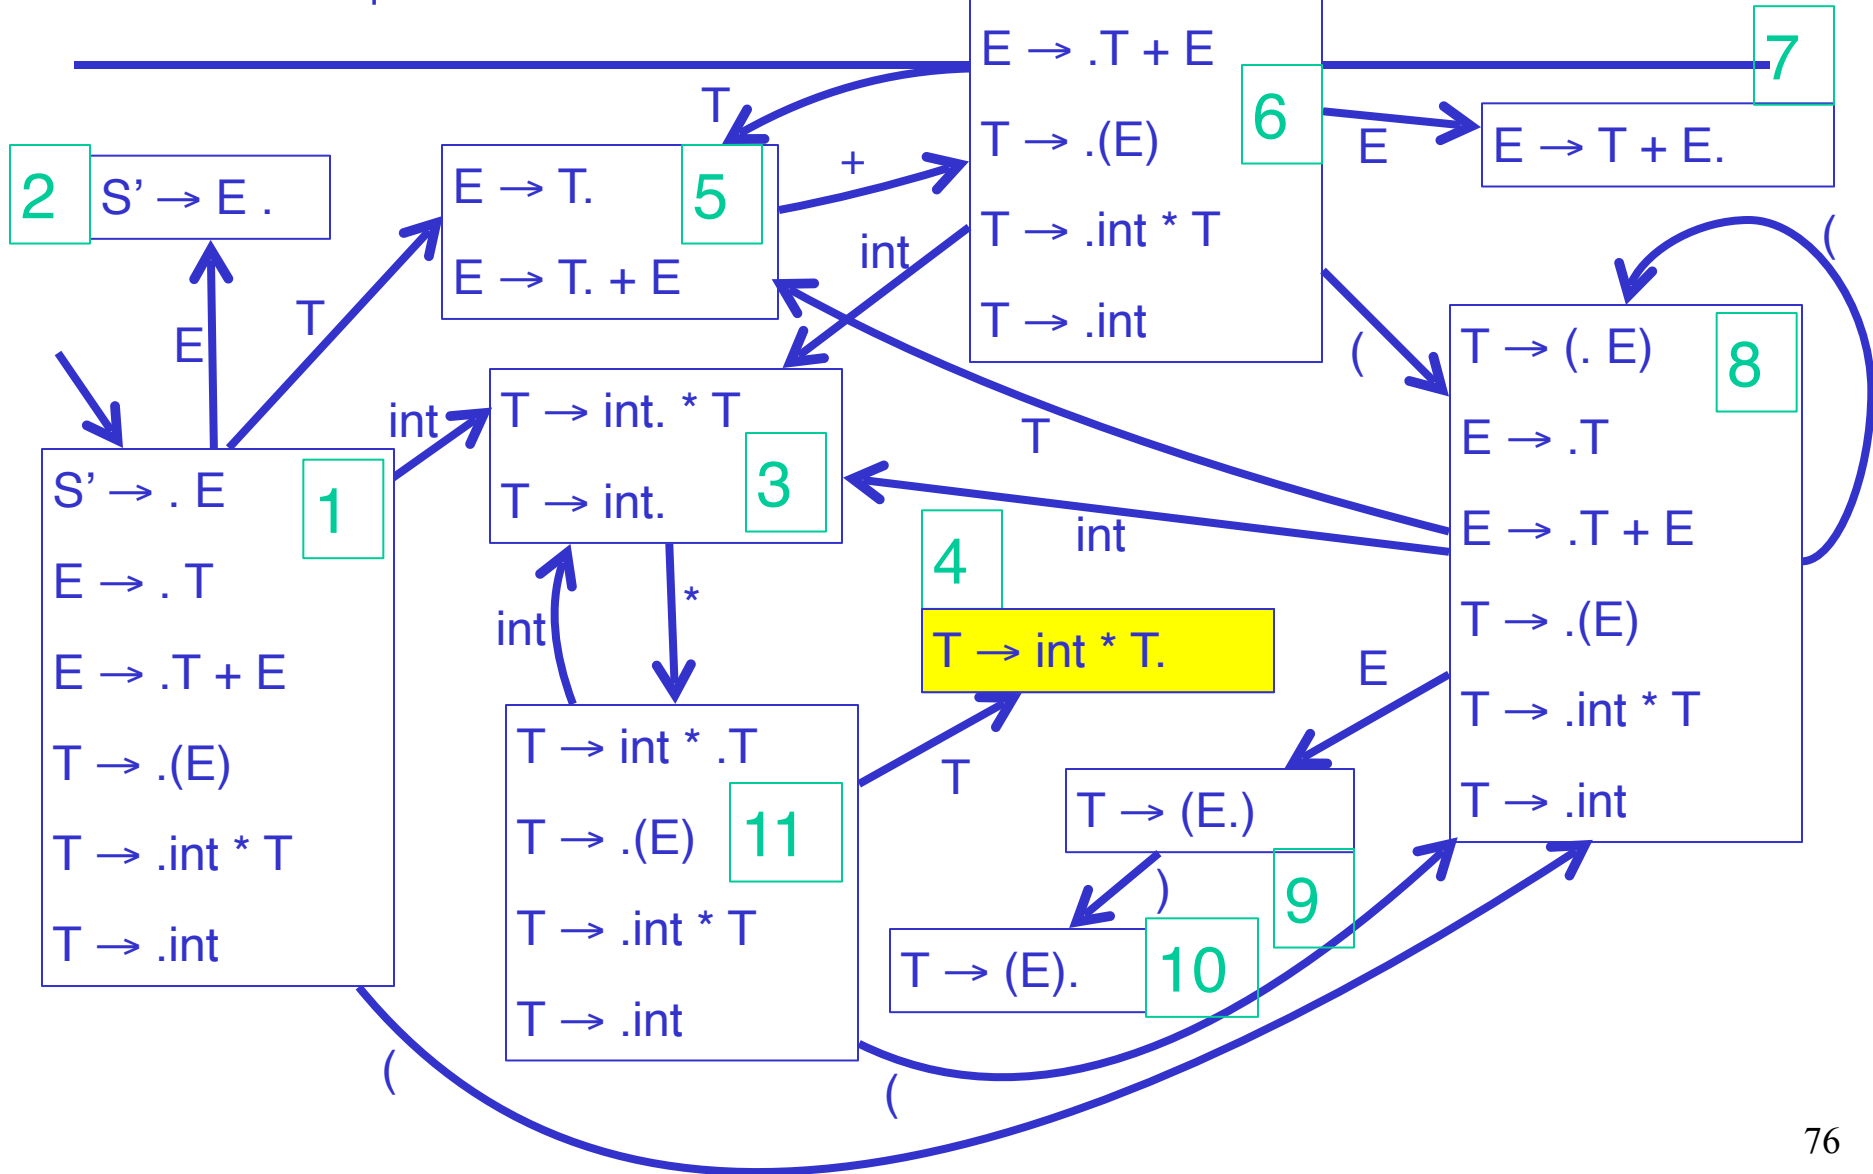 E → .T + E
7
T
6
T → .(E)
E
E → T + E.
2
S’ → E .
E → T.
5
+
T → .int * T
(
int
E → T. + E
T
T → .int
E
(
T → (. E)
8
int
T → int. * T
T
E → .T
S’ → . E
1
T → int.
3
int
E → .T + E
4
E → . T
*
int
T → int * T.
T → .(E)
E → .T + E
E
T → .int * T
T → int * .T
T
T → .(E)
T → (E.)
T → .int
T → .(E)
11
T → .int * T
)
9
T → .int
T → .int * T
T → (E).
10
T → .int
(
(
76